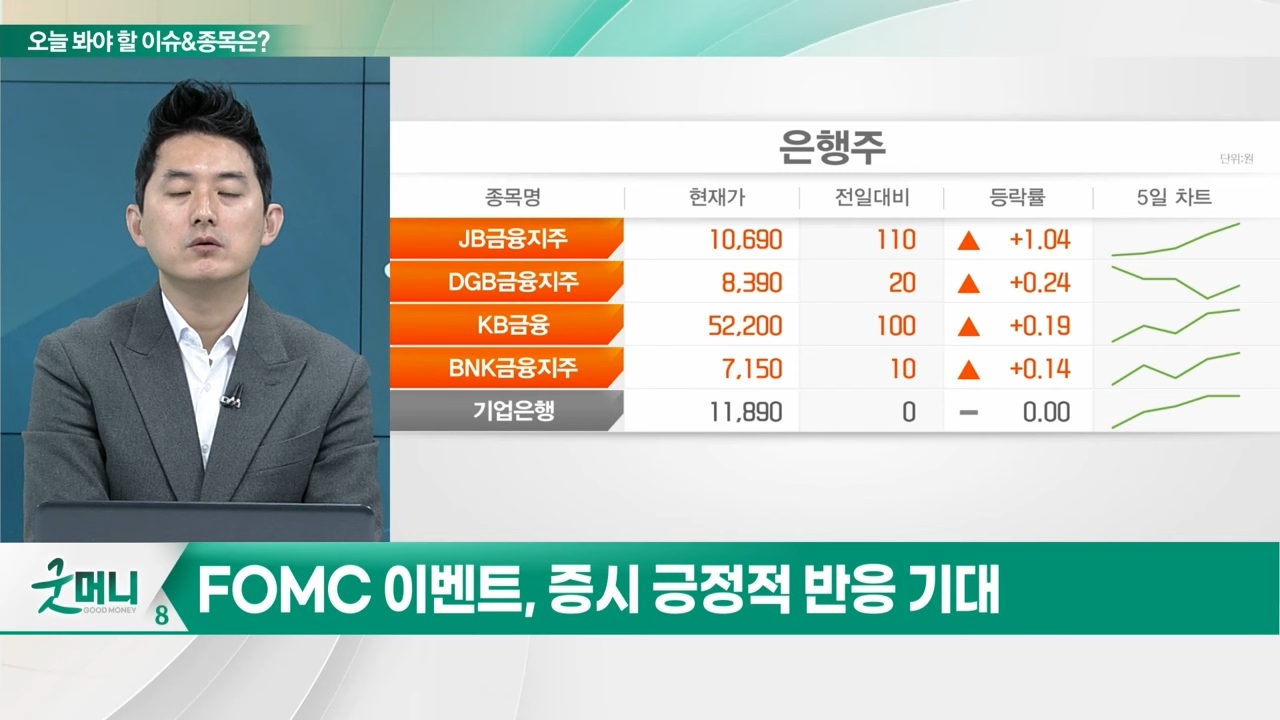 오늘 봐야 할 이슈&종목은?
은행주
단위:원
종목명 현재가 전일대비 등락률 5일 차트
JB금융지주 10,690 110 ▲ +1.04
DGB금융지주 8,390 20 ▲ +0.24
KB금융 52,200 100 ▲ +0.19
BNK금융지주 7,150 10 ▲ +0.14
기업은행 11,890 0 – 0.00
굿머니
GOOD MONEY
8
FOMC 이벤트, 증시 긍정적 반응 기대